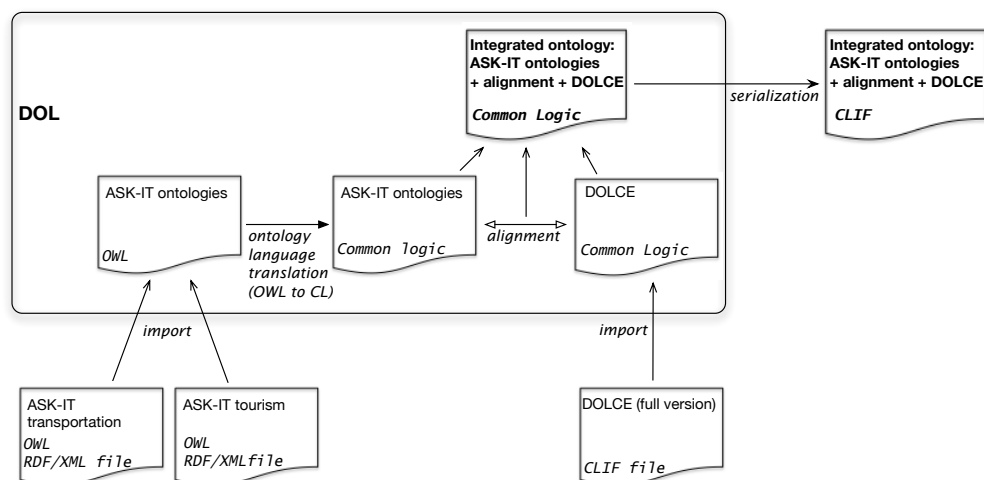 Integrated ontology:
ASK-IT ontologies
+ alignment + DOLCE
Common Logic
serialization
Integrated ontology:
ASK-IT ontologies
+ alignment + DOLCE
CLIF
DOL
ASK-IT ontologies
OWL
ontology
language
translation
(OWL to CL)
ASK-IT ontologies
Common logic
alignment
DOLCE
Common Logic
import
import
ASK-IT
transportation
OWL
RDF/XML file
ASK-IT tourism
OWL
RDF/XMLfile
DOLCE (full version)
CLIF file